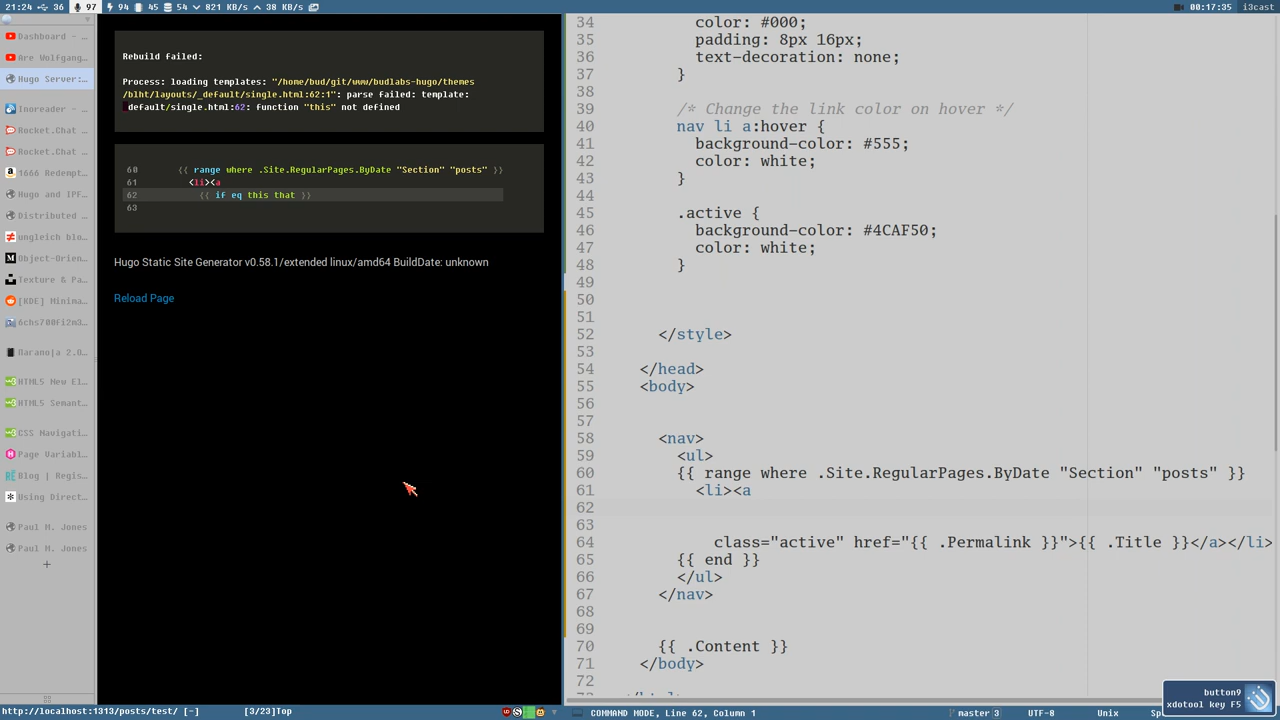 21:24 36 97 94 45 54 821 KB/s 38 KB/s 00:17:35 i3cast
Dashboard - …
Are Wolfgang…
Hugo Server:…
Inoreader - …
Rocket.Chat …
Rocket.Chat …
1666 Redempt…
Hugo and IPF…
Distributed …
ungleich blo…
Object-Orien…
Texture & Pa…
[KDE] Minima…
6chs700fi2m3…
Naranoja 2.0…
HTML5 New El…
HTML5 Semant…
CSS Navigati…
Page Variabl…
Blog | Regis…
Using Direct…
Paul M. Jones
Paul M. Jones
Rebuild failed:
Process: loading templates: "/home/bud/git/www/budlabs-hugo/themes
/blht/layouts/_default/single.html:62:1": parse failed: template:
_default/single.html:62: function "this" not defined
60 {{ range where .Site.RegularPages.ByDate "Section" "posts" }}
61 <li><a
62 {{ if eq this that }}
63
Hugo Static Site Generator v0.58.1/extended linux/amd64 BuildDate: unknown
Reload Page
http://localhost:1313/posts/test/ [-] [3/23]Top
34 color: #000;
35 padding: 8px 16px;
36 text-decoration: none;
37 }
38
39 /* Change the link color on hover */
40 nav li a:hover {
41 background-color: #555;
42 color: white;
43 }
44
45 .active {
46 background-color: #4CAF50;
47 color: white;
48 }
49
50
51
52 </style>
53
54 </head>
55 <body>
56
57
58 <nav>
59 <ul>
60 {{ range where .Site.RegularPages.ByDate "Section" "posts" }}
61 <li><a
62
63
64 class="active" href="{{ .Permalink }}">{{ .Title }}</a></li>
65 {{ end }}
66 </ul>
67 </nav>
68
69
70 {{ .Content }}
71 </body>
72
COMMAND MODE, Line 62, Column 1 master 3 UTF-8 Unix Sp
button9
xdotool key F5